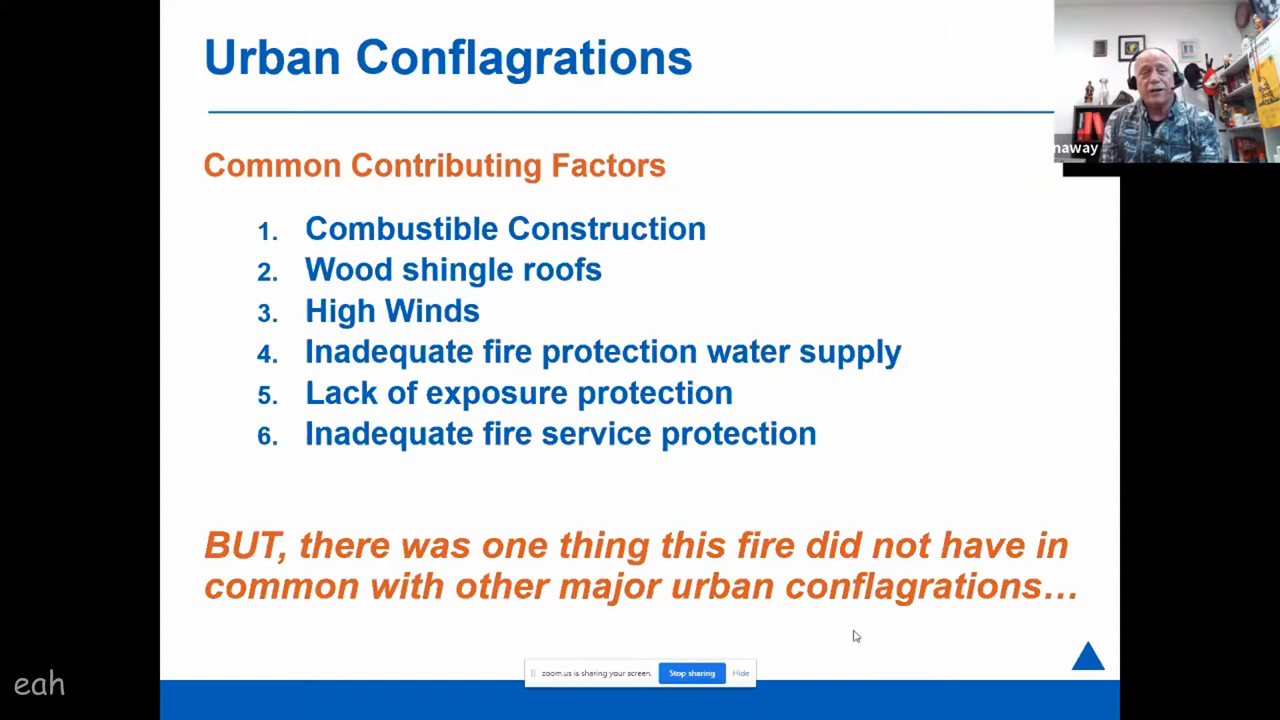 Urban Conflagrations
naway
Common Contributing Factors
1. Combustible Construction
2. Wood shingle roofs
3. High Winds
4. Inadequate fire protection water supply
5. Lack of exposure protection
6. Inadequate fire service protection
BUT, there was one thing this fire did not have in
common with other major urban conflagrations…
zoom.us is sharing your screen. Stop sharing Hide
eah